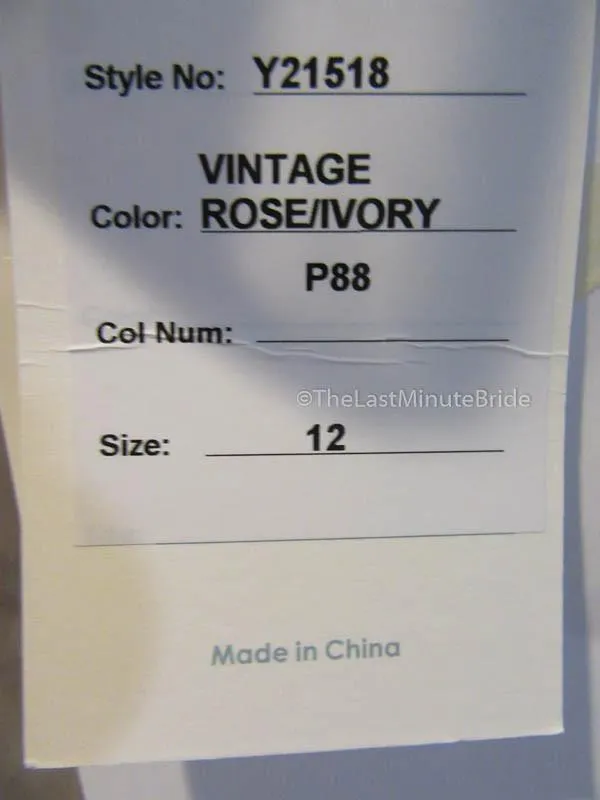 Style No: Y21518
VINTAGE
Color: ROSE/IVORY
P88
Col Num:
©TheLastMinuteBride
Size: 12
Made in China